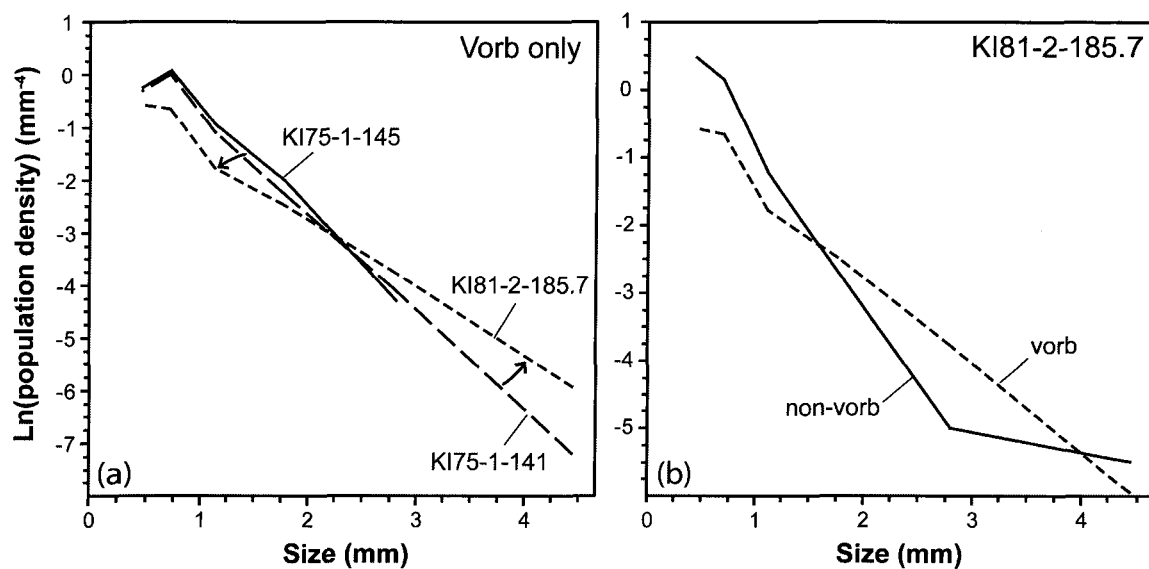 Vorb only
Ln(population density) (mm⁻⁴)
1
0
-1
-2
-3
-4
-5
-6
-7
KI75-1-145
KI81-2-185.7
KI75-1-141
(a)
0 1 2 3 4
Size (mm)
KI81-2-185.7
1
0
-1
-2
-3
-4
-5
vorb
non-vorb
(b)
0 1 2 3 4
Size (mm)